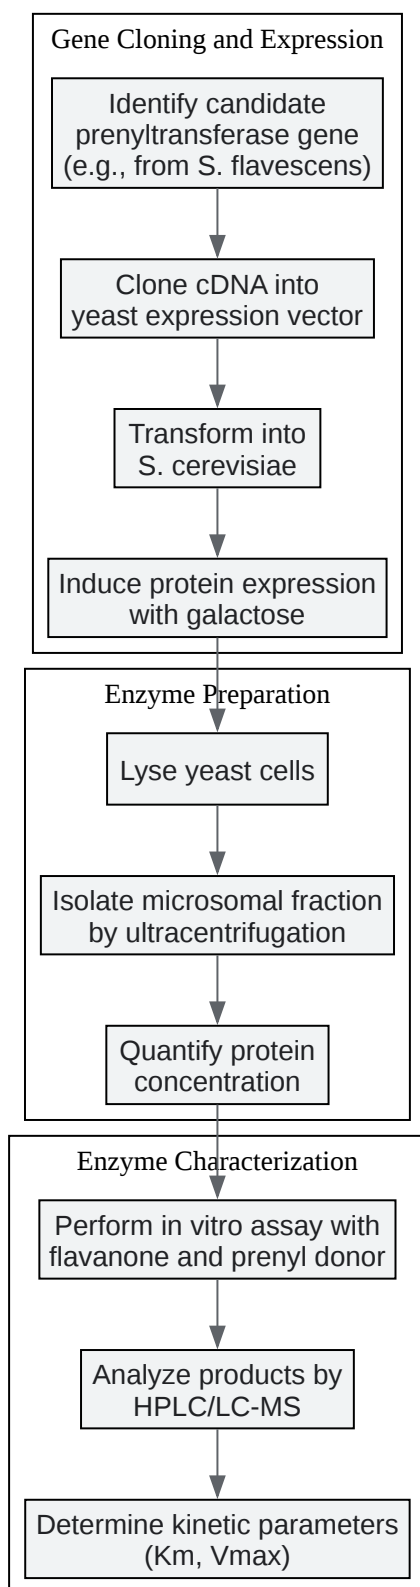 Gene Cloning and Expression
Identify candidate
prenyltransferase gene
(e.g., from S. flavescens)
Clone cDNA into
yeast expression vector
Transform into
S. cerevisiae
Induce protein expression
with galactose
Enzyme Preparation
Lyse yeast cells
Isolate microsomal fraction
by ultracentrifugation
Quantify protein
concentration
Enzyme Characterization
Perform in vitro assay with
flavanone and prenyl donor
Analyze products by
HPLC/LC-MS
Determine kinetic parameters
(Km, Vmax)